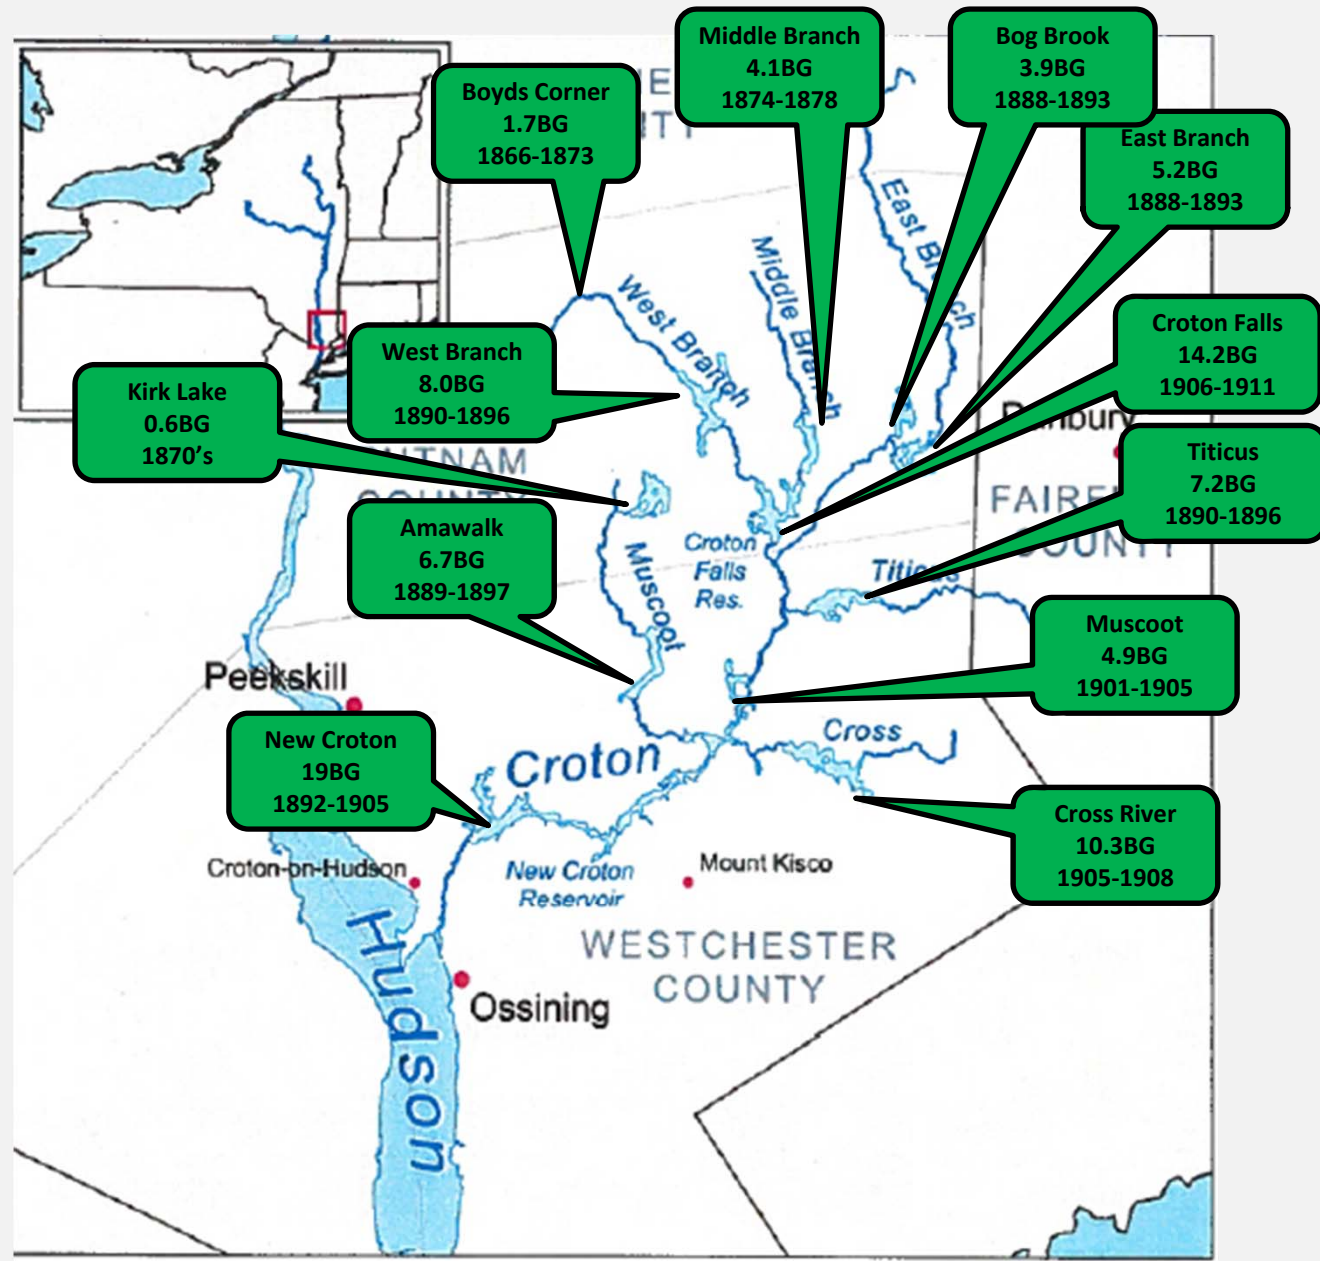 Middle Branch
4.1BG
1874-1878
Bog Brook
3.9BG
1888-1893
Boyds Corner
1.7BG
1866-1873
East Branch
5.2BG
1888-1893
East Branch
Middle Branch
West Branch
Croton Falls
14.2BG
1906-1911
West Branch
8.0BG
1890-1896
Kirk Lake
0.6BG
1870's
Titicus
7.2BG
1890-1896
COUNTY
Amawalk
6.7BG
1889-1897
Muscoot
Croton
Falls
Res.
Titicus
COUNTY
Muscoot
4.9BG
1901-1905
Peekskill
New Croton
19BG
1892-1905
Croton
Cross
Cross River
10.3BG
1905-1908
Croton-on-Hudson
New Croton
Reservoir
Mount Kisco
Hudson
WESTCHESTER
COUNTY
Ossining